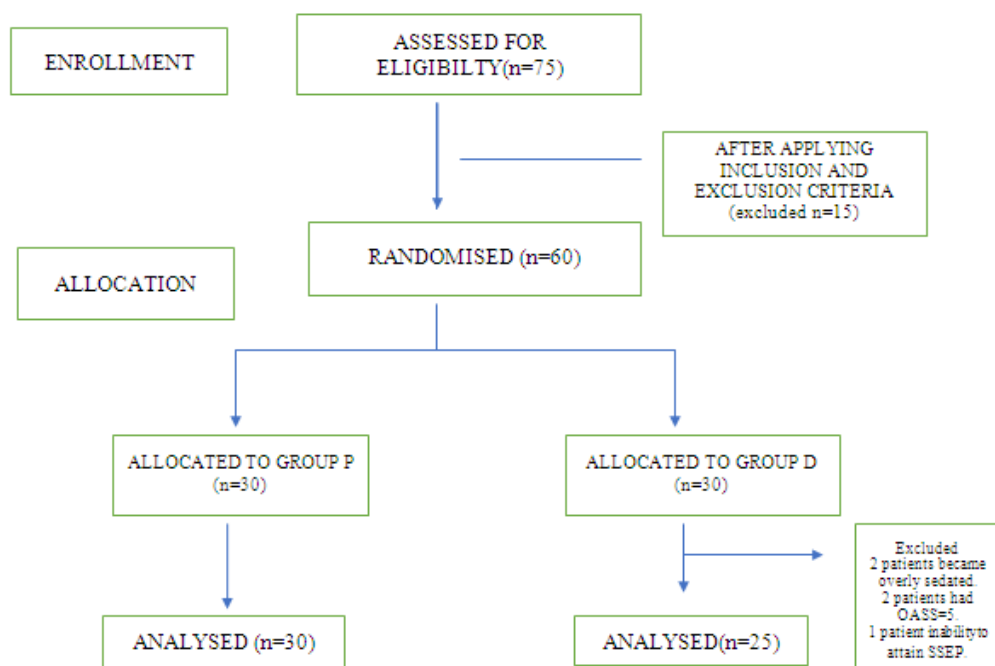 ENROLLMENT
ASSESSED FOR
ELIGIBILTY(n=75)
AFTER APPLYING
INCLUSION AND
EXCLUSION CRITERIA
(excluded n=15)
RANDOMISED (n=60)
ALLOCATION
ALLOCATED TO GROUP P
(n=30)
ALLOCATED TO GROUP D
(n=30)
Excluded
2 patients became
overly sedated.
2 patients had
OASS=5.
1 patient inability to
attain SSEP.
ANALYSED (n=30)
ANALYSED(n=25)